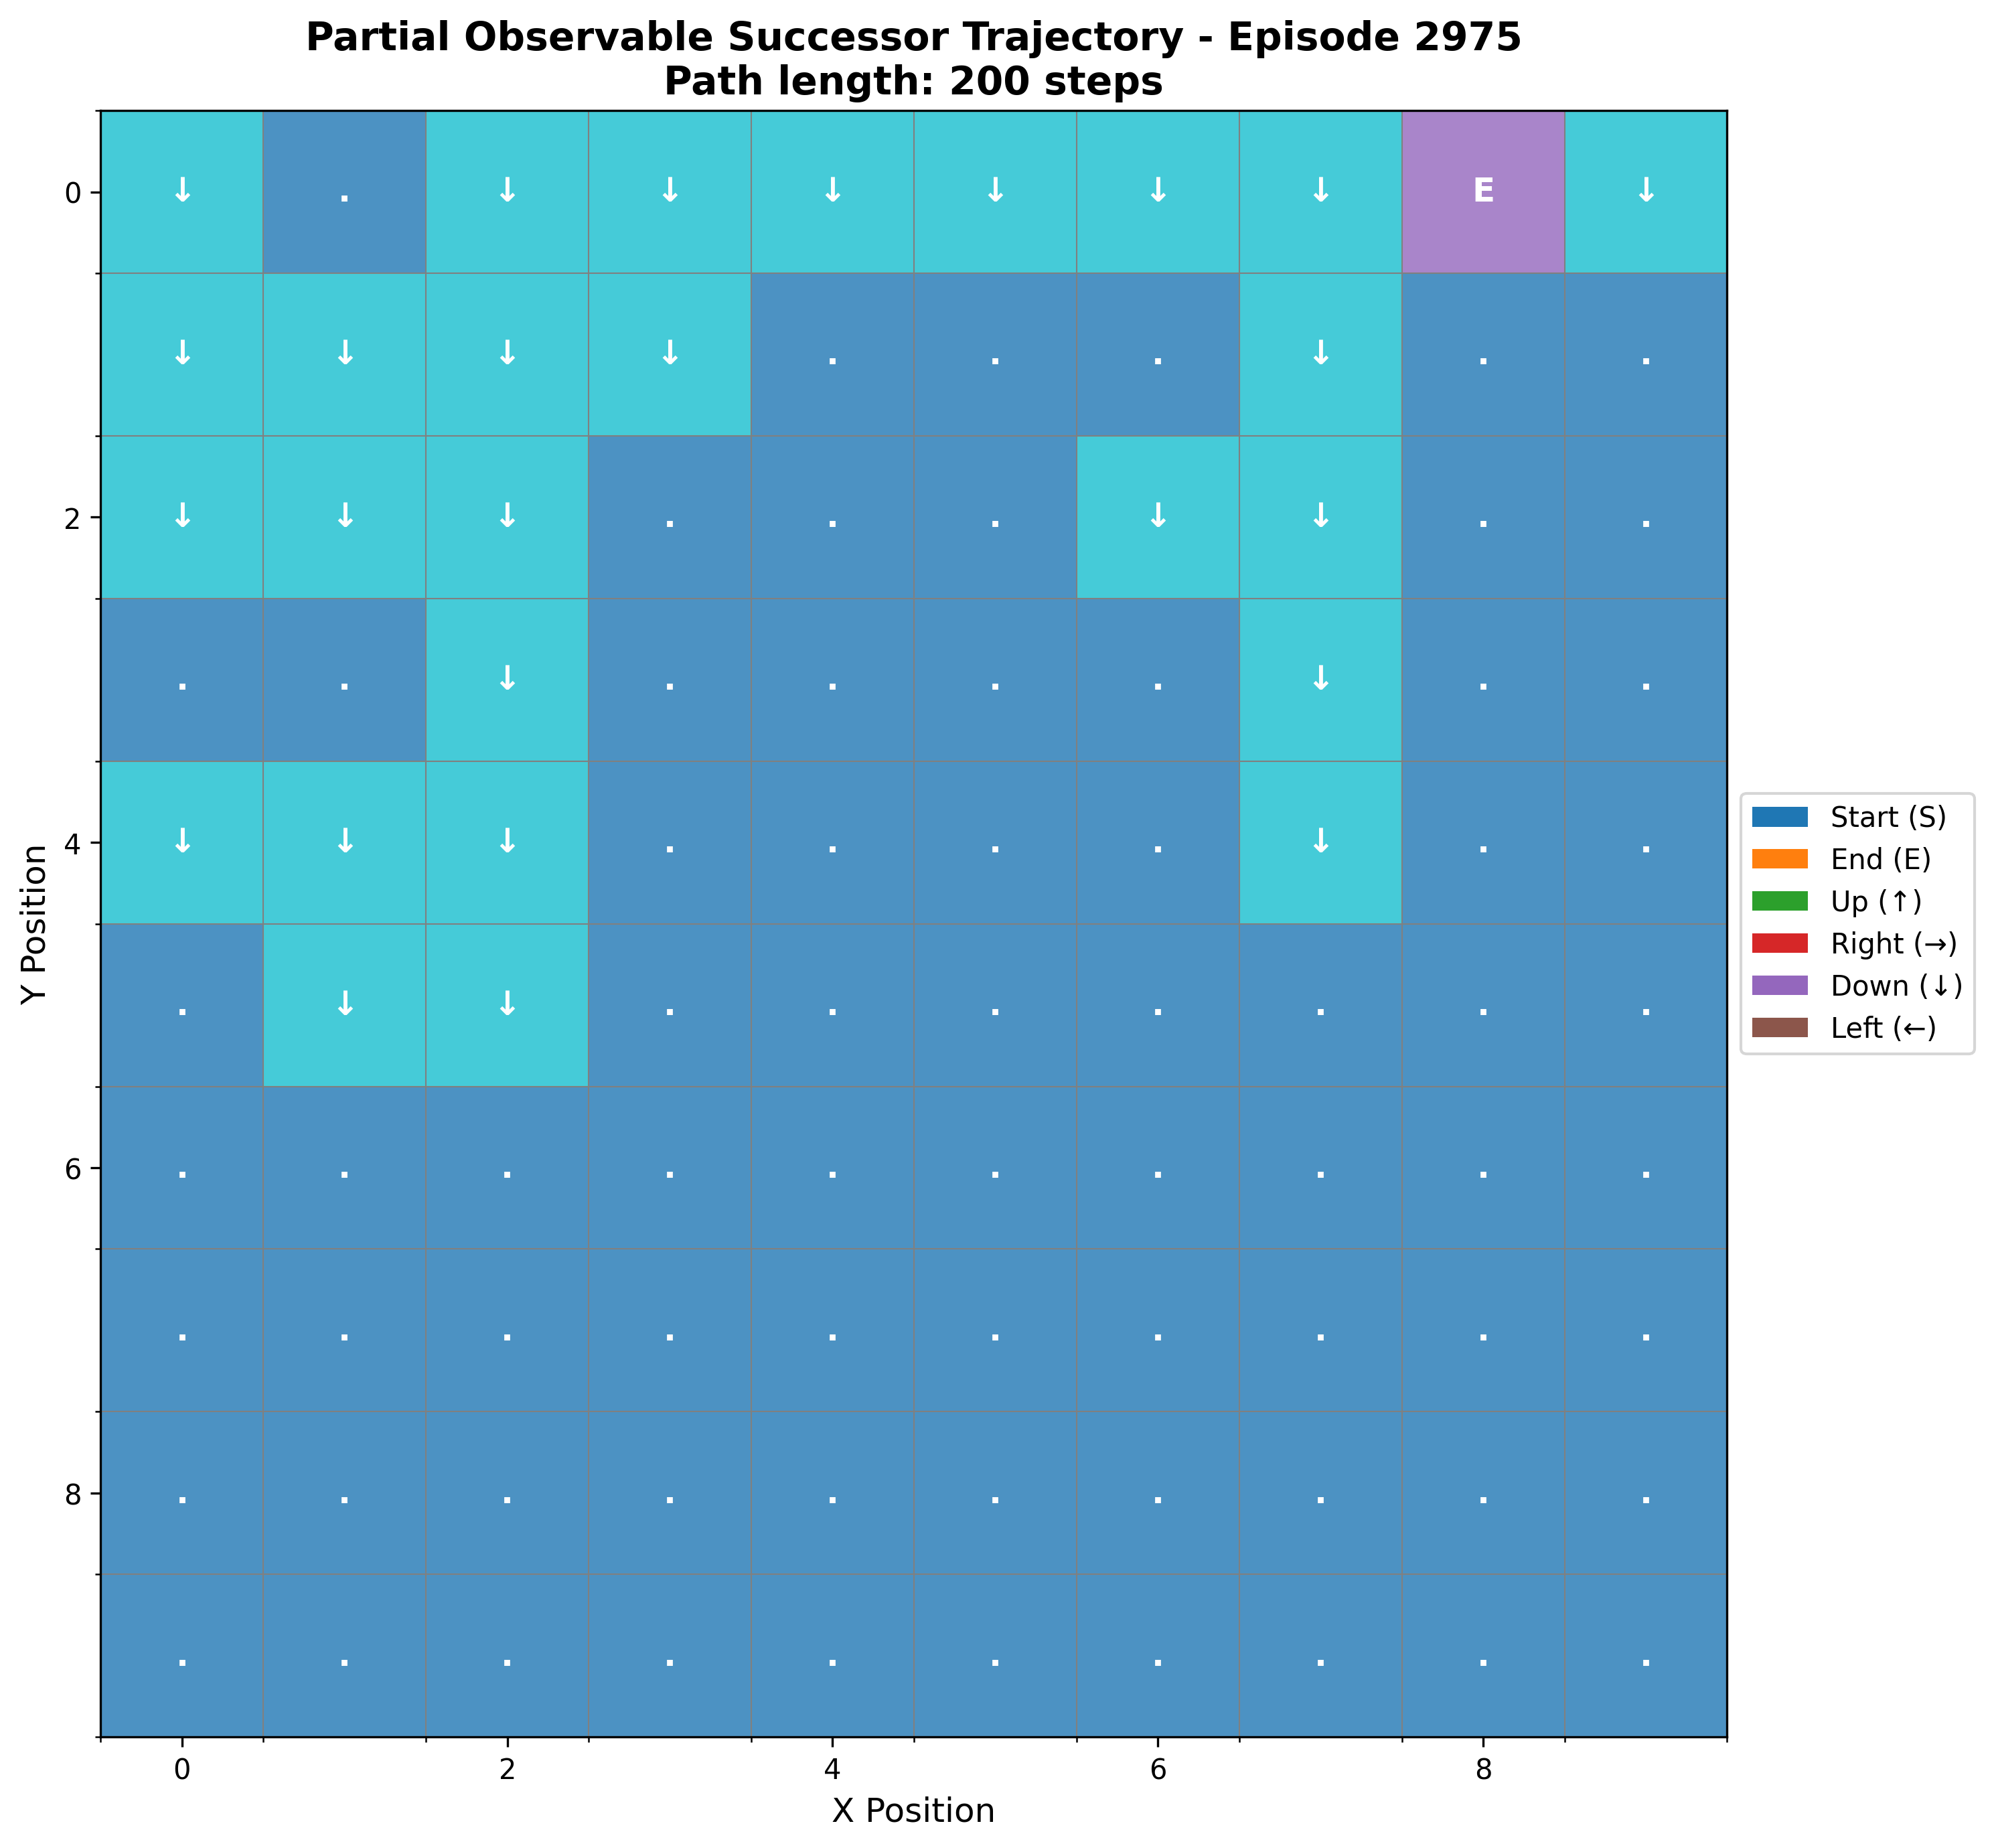 Partial Observable Successor Trajectory - Episode 2975
Path length: 200 steps
0 ↓ . ↓ ↓ ↓ ↓ ↓ ↓ E ↓
↓ ↓ ↓ ↓ . . . ↓ . .
2 ↓ ↓ ↓ . . . ↓ ↓ . .
. . ↓ . . . . ↓ . .
4 ↓ ↓ ↓ . . . . ↓ . .
. ↓ ↓ . . . . . . .
6 . . . . . . . . . .
. . . . . . . . . .
8 . . . . . . . . . .
. . . . . . . . . .
0 2 4 6 8
X Position
Y Position
Start (S)
End (E)
Up (↑)
Right (→)
Down (↓)
Left (←)